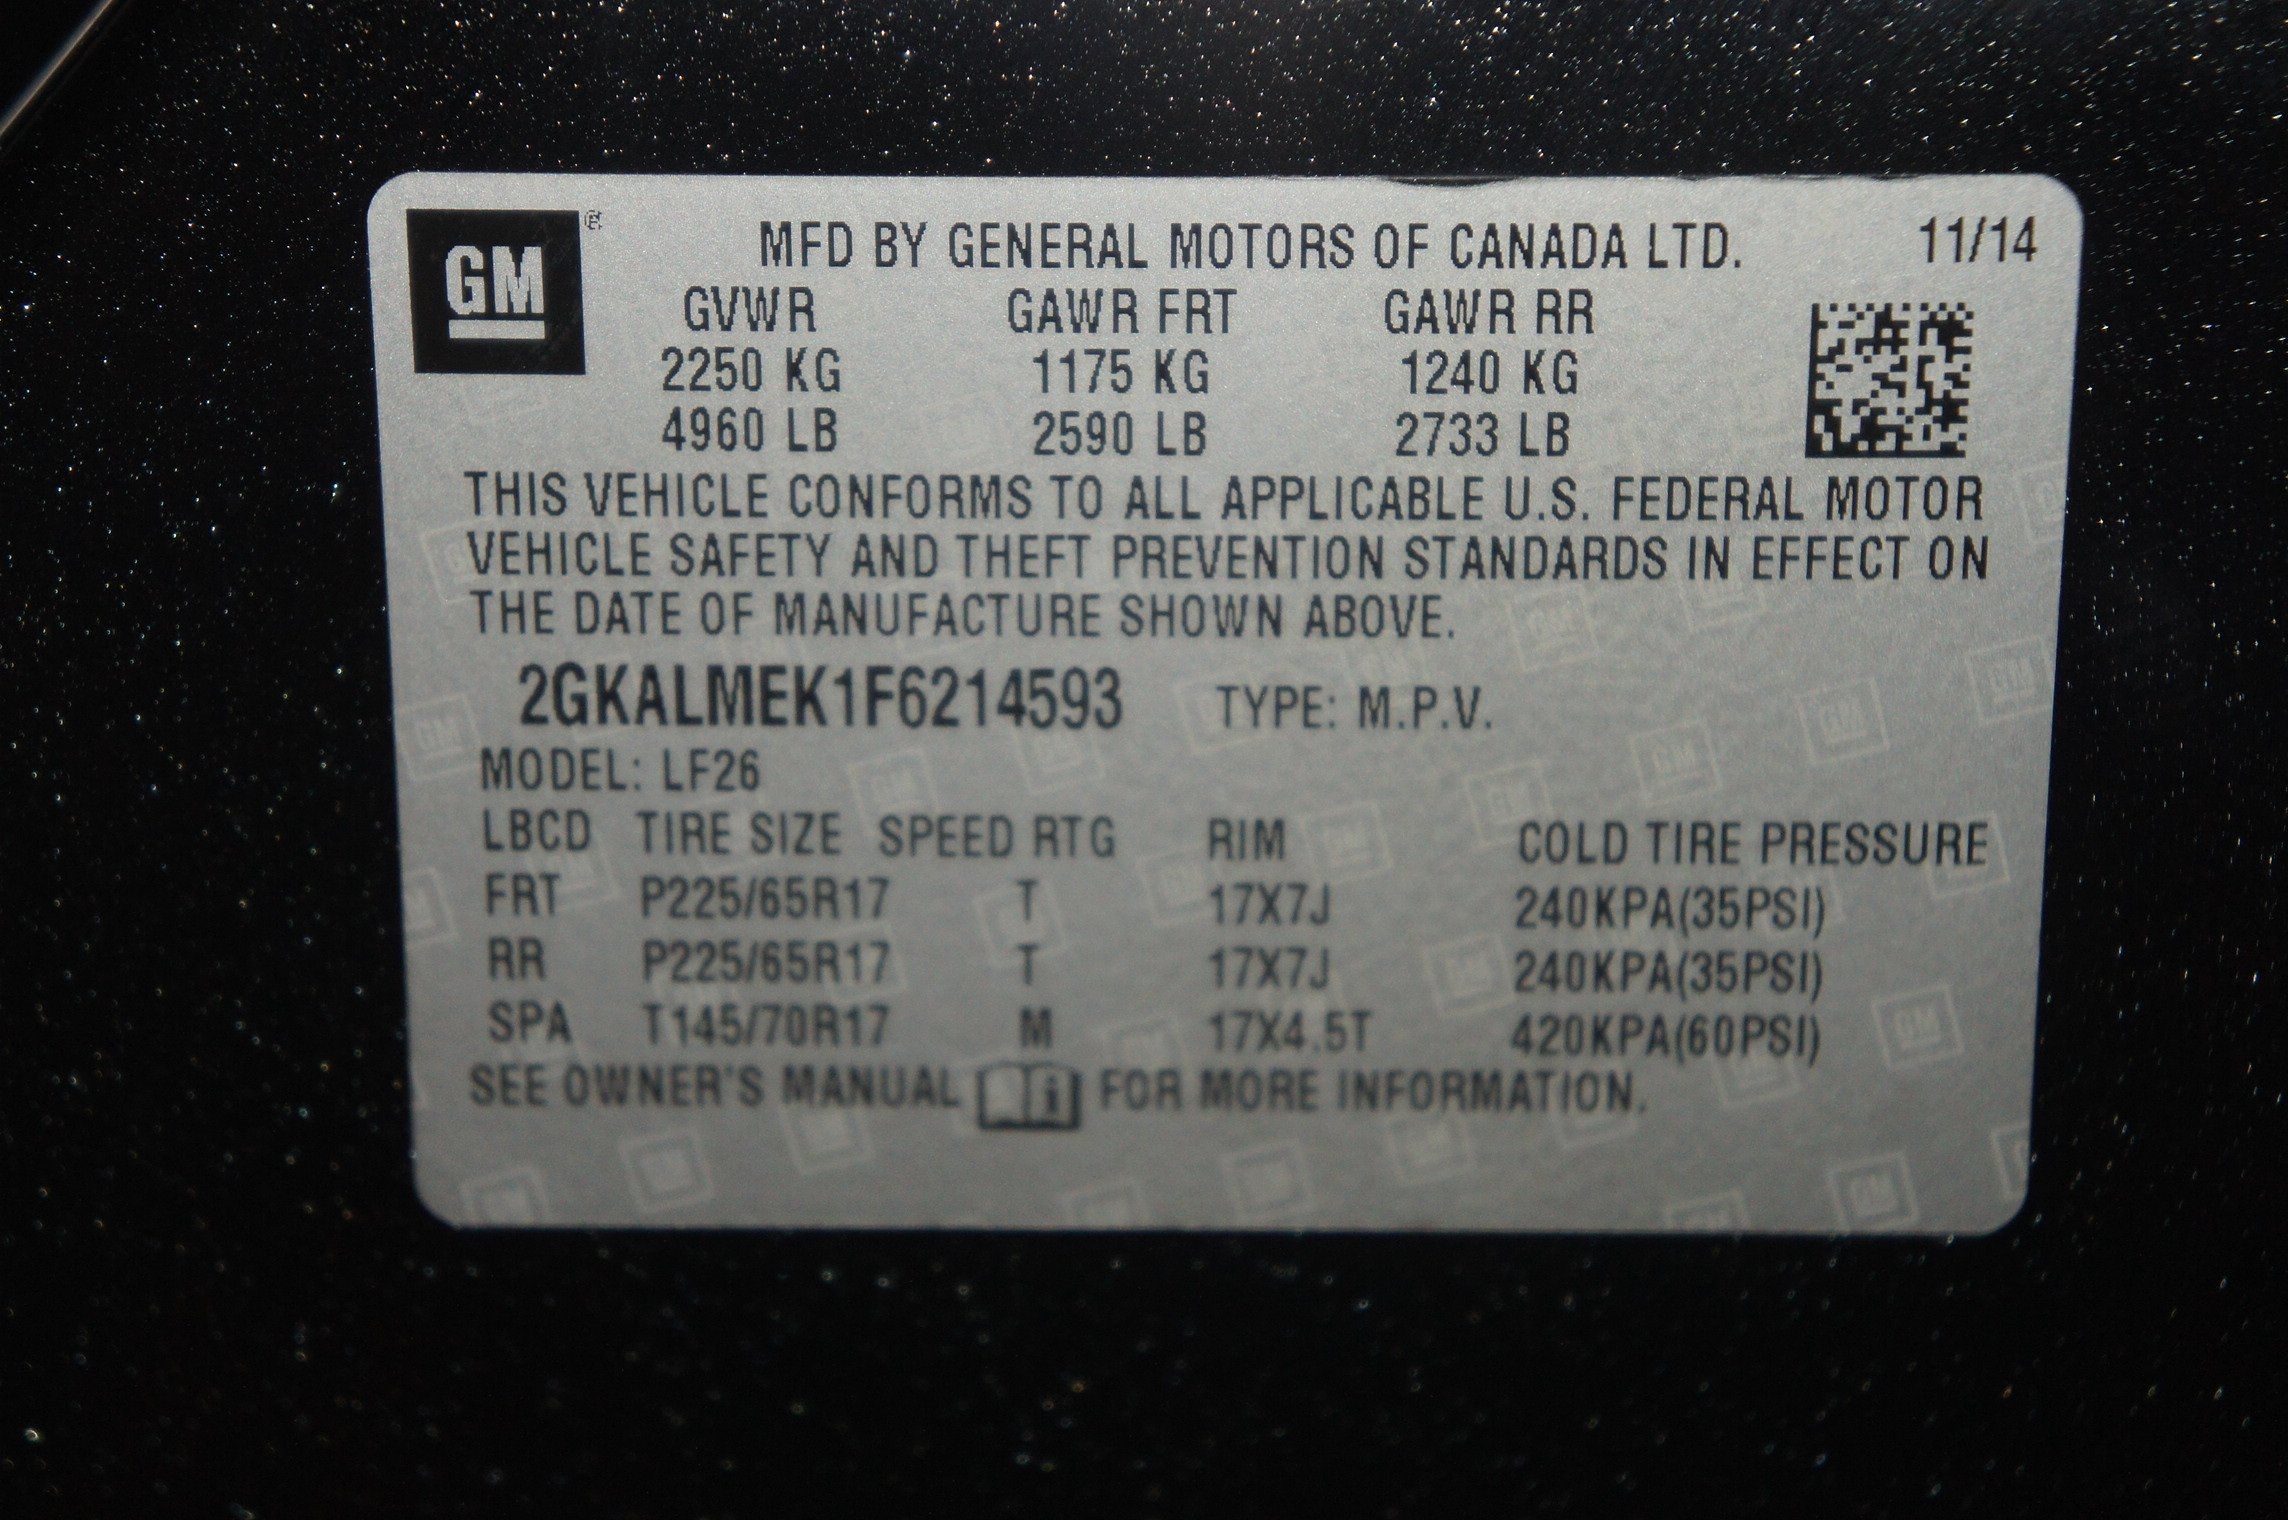 GM ®
MFD BY GENERAL MOTORS OF CANADA LTD. 11/14
GVWR GAWR FRT GAWR RR
2250 KG 1175 KG 1240 KG
4960 LB 2590 LB 2733 LB
THIS VEHICLE CONFORMS TO ALL APPLICABLE U.S. FEDERAL MOTOR
VEHICLE SAFETY AND THEFT PREVENTION STANDARDS IN EFFECT ON
THE DATE OF MANUFACTURE SHOWN ABOVE.
2GKALMEK1F6214593 TYPE: M.P.V.
MODEL: LF26
LBCD TIRE SIZE SPEED RTG RIM COLD TIRE PRESSURE
FRT P225/65R17 T 17X7J 240KPA(35PSI)
RR P225/65R17 T 17X7J 240KPA(35PSI)
SPA T145/70R17 M 17X4.5T 420KPA(60PSI)
SEE OWNER'S MANUAL FOR MORE INFORMATION.